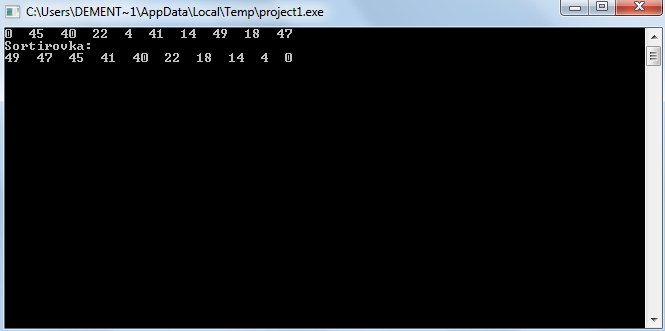 C:\Users\DEMENT~1\AppData\Local\Temp\project1.exe
0 45 40 22 4 41 14 49 18 47
Sortirovka:
49 47 45 41 40 22 18 14 4 0